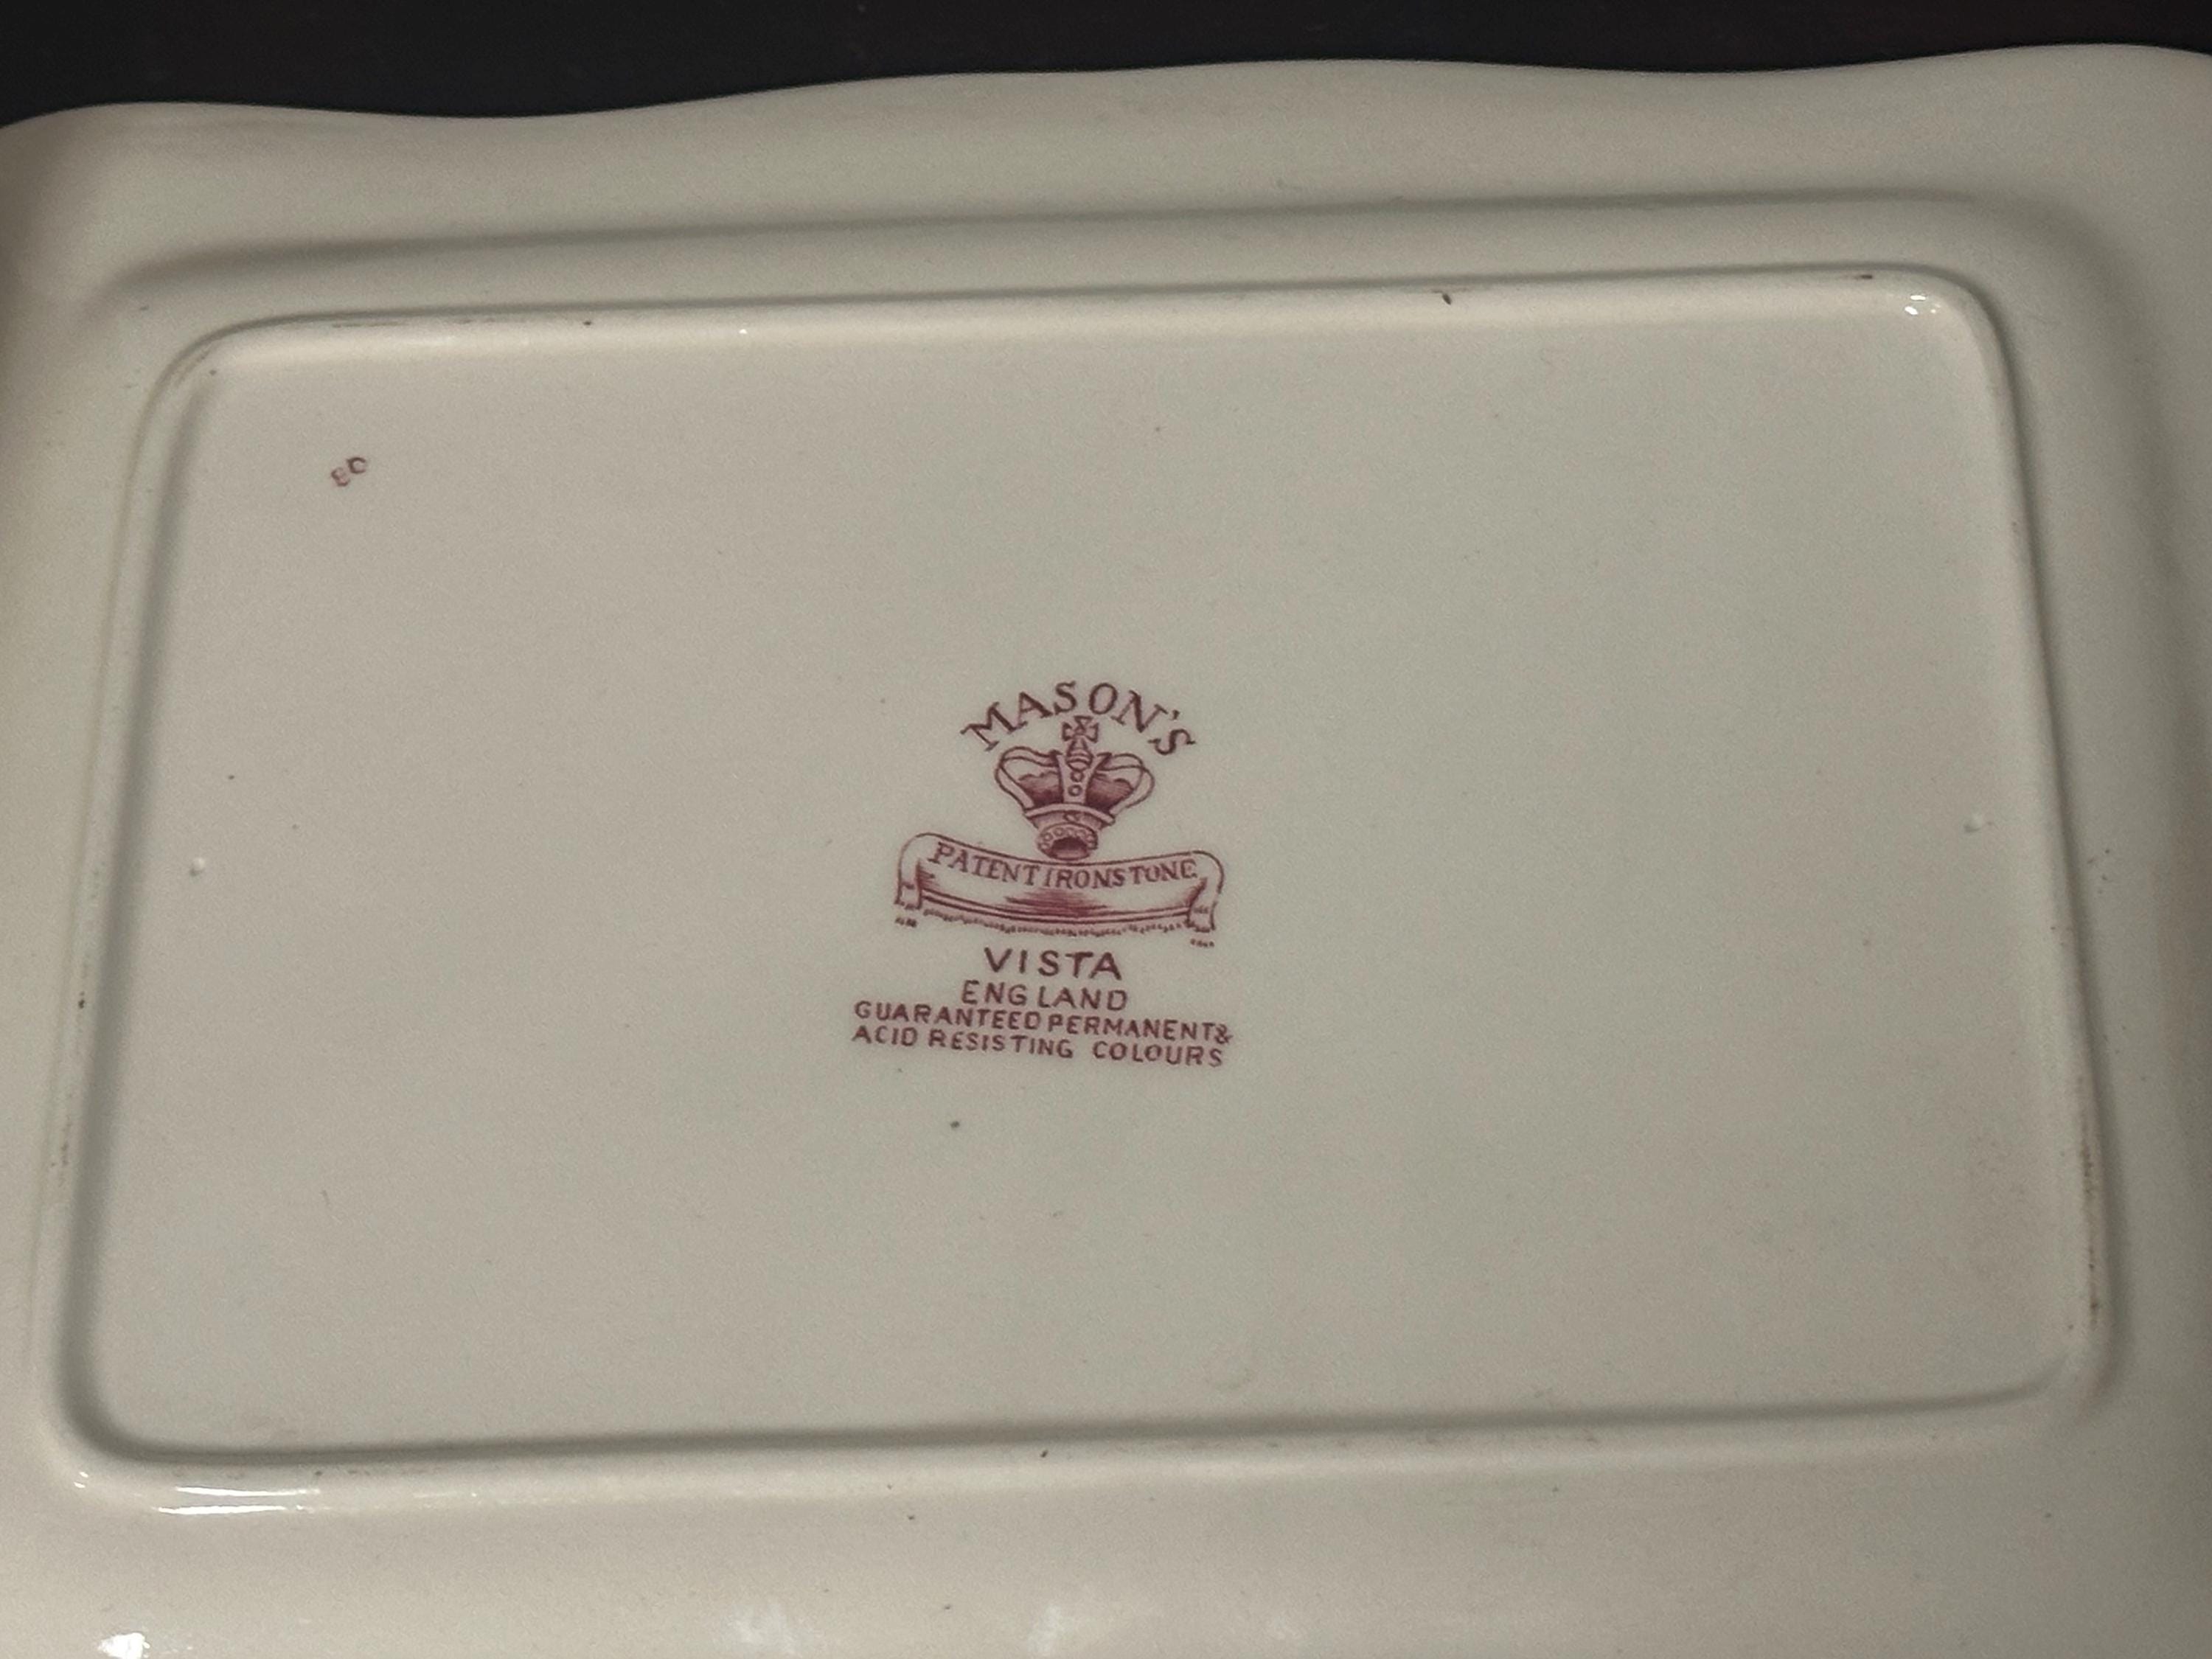 MASON'S
PATENT IRONSTONE
VISTA
ENGLAND
GUARANTEED PERMANENT &
ACID RESISTING COLOURS